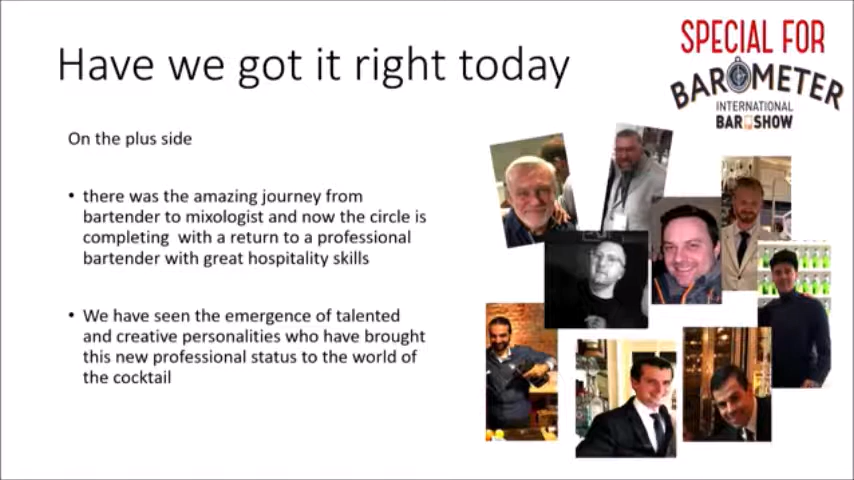 Have we got it right today
SPECIAL FOR
BAROMETER
INTERNATIONAL
BAR SHOW
On the plus side
• there was the amazing journey from
bartender to mixologist and now the circle is
completing with a return to a professional
bartender with great hospitality skills
• We have seen the emergence of talented
and creative personalities who have brought
this new professional status to the world of
the cocktail